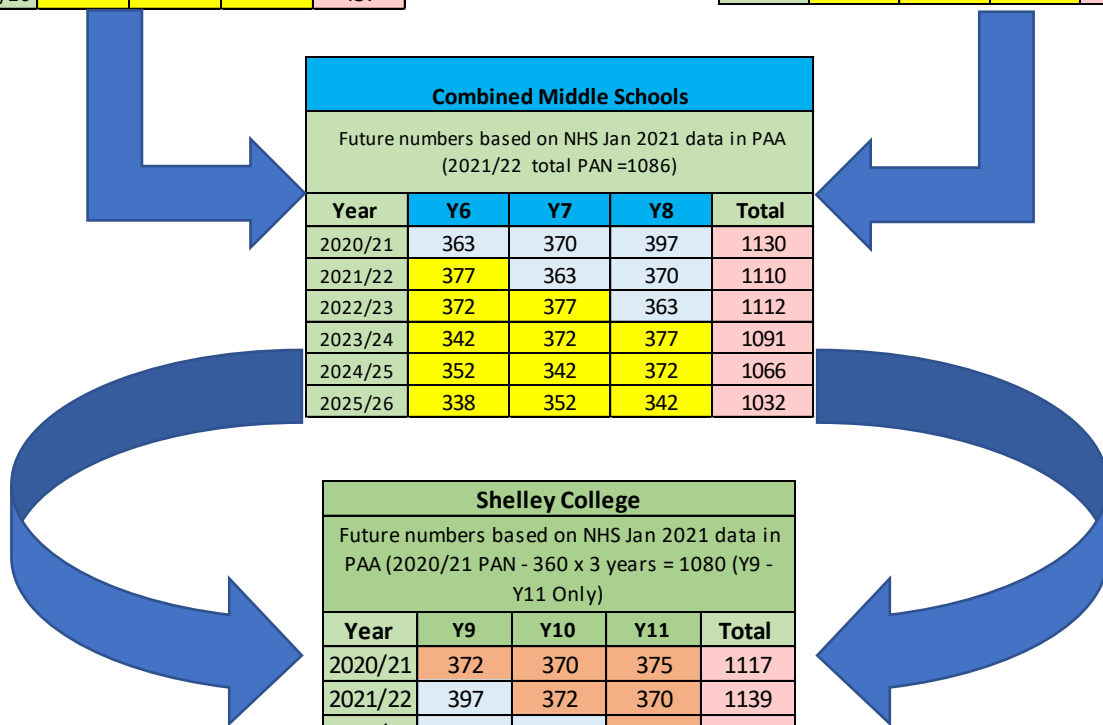 Combined Middle Schools
Future numbers based on NHS Jan 2021 data in PAA
(2021/22 total PAN =1086)
Year Y6 Y7 Y8 Total
2020/21 363 370 397 1130
2021/22 377 363 370 1110
2022/23 372 377 363 1112
2023/24 342 372 377 1091
2024/25 352 342 372 1066
2025/26 338 352 342 1032
Shelley College
Future numbers based on NHS Jan 2021 data in
PAA (2020/21 PAN - 360 x 3 years = 1080 (Y9 -
Y11 Only)
Year Y9 Y10 Y11 Total
2020/21 372 370 375 1117
2021/22 397 372 370 1139